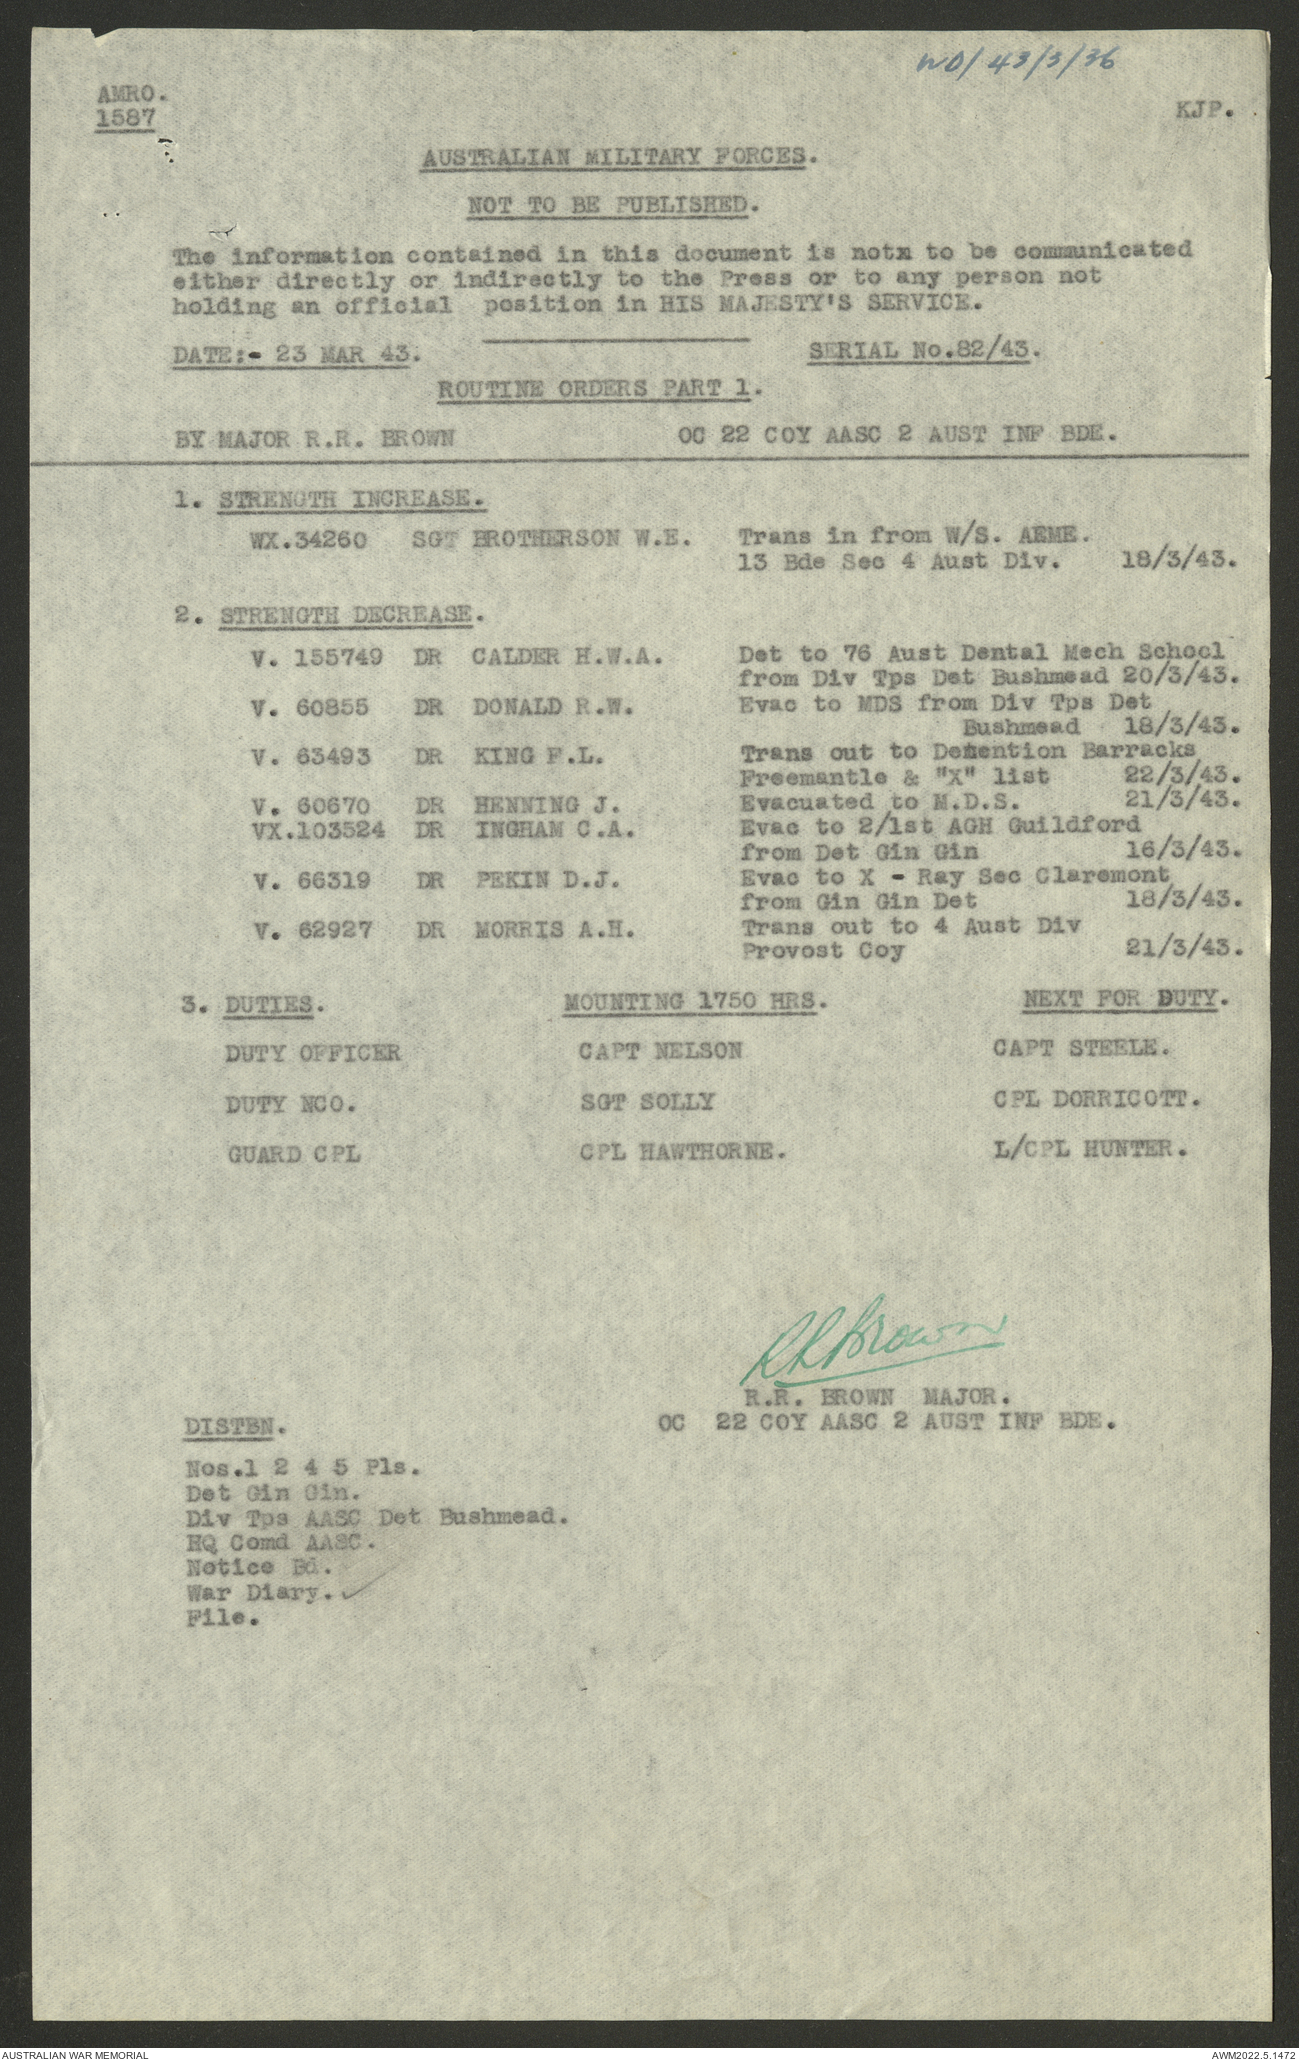 WD/43/3/36
AMRO.
1587
KJP.
AUSTRALIAN MILITARY FORCES.
NOT TO BE PUBLISHED.
The information contained in this document is notx to be communicated
either directly or indirectly to the Press or to any person not
holding an official position in HIS MAJESTY'S SERVICE.
DATE:- 23 MAR 43. SERIAL No.82/43.
ROUTINE ORDERS PART 1.
BY MAJOR R.R. BROWN OC 22 COY AASC 2 AUST INF BDE.
1. STRENGTH INCREASE.
WX.34260 SGT BROTHERSON W.E. Trans in from W/S. AEME.
13 Bde Sec 4 Aust Div. 18/3/43.
2. STRENGTH DECREASE.
V. 155749 DR CALDER H.W.A. Det to 76 Aust Dental Mech School
from Div Tps Det Bushmead 20/3/43.
V. 60855 DR DONALD R.W. Evac to MDS from Div Tps Det
Bushmead 18/3/43.
V. 63493 DR KING F.L. Trans out to Detention Barracks
Freemantle & "X" list 22/3/43.
V. 60670 DR HENNING J. Evacuated to M.D.S. 21/3/43.
VX.103524 DR INGHAM C.A. Evac to 2/1st AGH Guildford
from Det Gin Gin 16/3/43.
V. 66319 DR PEKIN D.J. Evac to X - Ray Sec Claremont
from Gin Gin Det 18/3/43.
V. 62927 DR MORRIS A.H. Trans out to 4 Aust Div
Provost Coy 21/3/43.
3. DUTIES. MOUNTING 1750 HRS. NEXT FOR DUTY.
DUTY OFFICER CAPT NELSON CAPT STEELE.
DUTY NCO. SGT SOLLY CPL DORRICOTT.
GUARD CPL CPL HAWTHORNE. L/CPL HUNTER.
RRBrown
R.R. BROWN MAJOR.
OC 22 COY AASC 2 AUST INF BDE.
DISTBN.
Nos.1 2 4 5 Pls.
Det Gin Gin.
Div Tps AASC Det Bushmead.
HQ Comd AASC.
Notice Bd.
War Diary.
File.
AUSTRALIAN WAR MEMORIAL AWM2022.5.1472